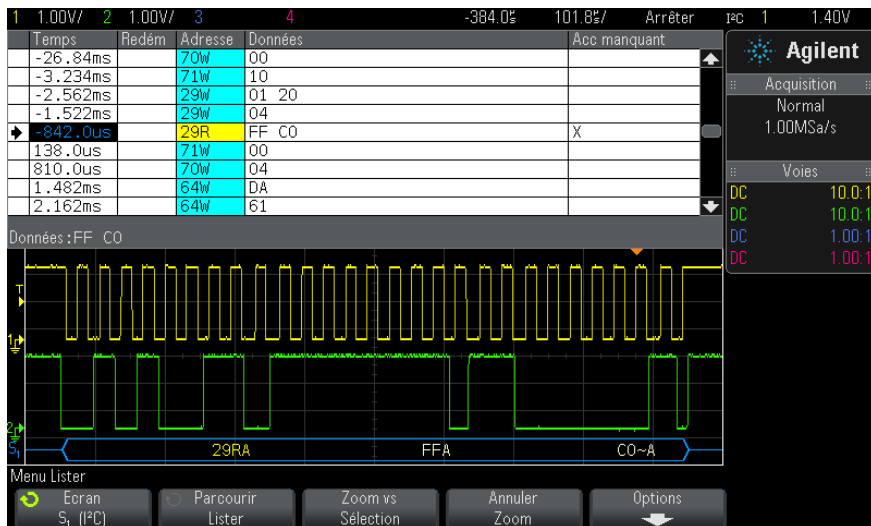 1 1.00V/ 2 1.00V/ 3 4 -384.0s 101.8s/ Arrêter I²C 1 1.40V
Temps Redém Adresse Données Acc manquant
-26.84ms 70W 00
-3.234ms 71W 10
-2.562ms 29W 01 20
-1.522ms 29W 04
-842.0us 29R FF C0 X
138.0us 71W 00
810.0us 70W 04
1.482ms 64W DA
2.162ms 64W 61
Données:FF C0
Agilent
Acquisition
Normal
1.00MSa/s
Voies
DC 10.0:1
DC 10.0:1
DC 1.00:1
DC 1.00:1
T
1
2
S₁ 29RA FFA C0~A
Menu Lister
Ecran Parcourir Zoom vs Annuler Options
S₁ (I²C) Lister Sélection Zoom